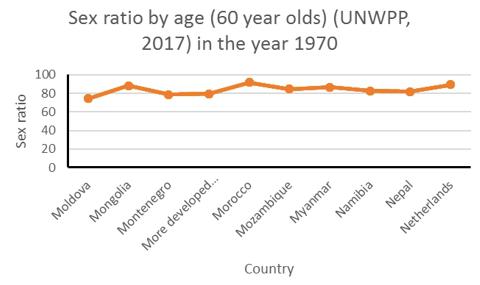 Sex ratio by age (60 year olds) (UNWPP,
2017) in the year 1970
100
80
60
40
20
0
Sex ratio
Moldova
Mongolia
Montenegro
More developed...
Morocco
Mozambique
Myanmar
Namibia
Nepal
Netherlands
Country